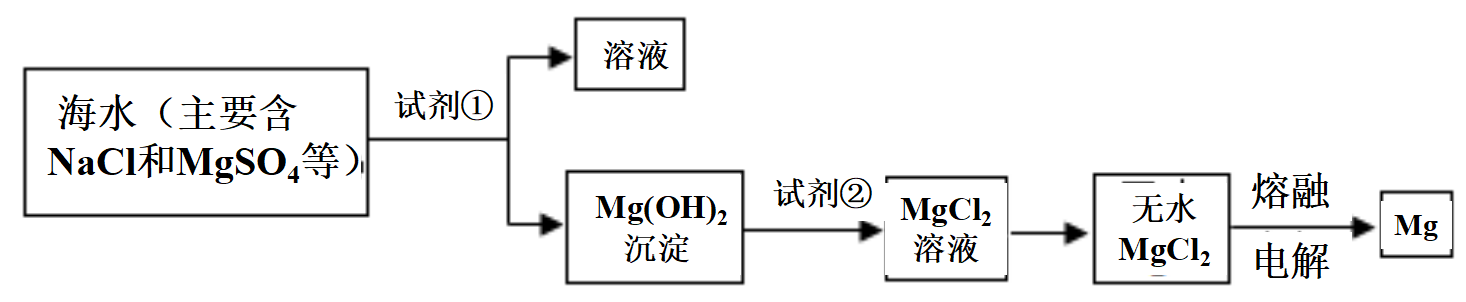 海水（主要含
NaCl和MgSO₄等）
试剂①
溶液
Mg(OH)₂
沉淀
试剂②
MgCl₂
溶液
无水
MgCl₂
熔融
电解
Mg